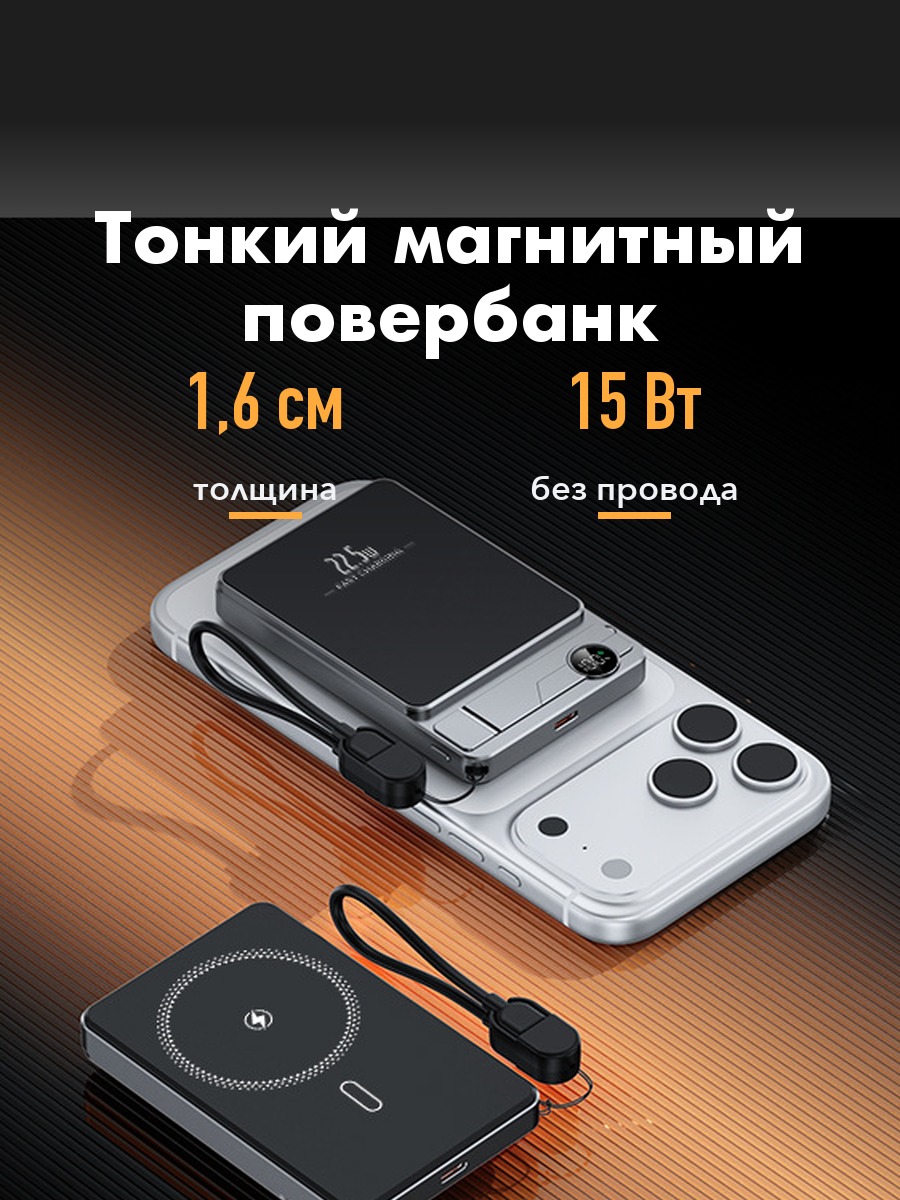 Тонкий магнитный
повербанк
1,6 см
15 Вт
толщина
без провода
22.5W
FAST CHARGING